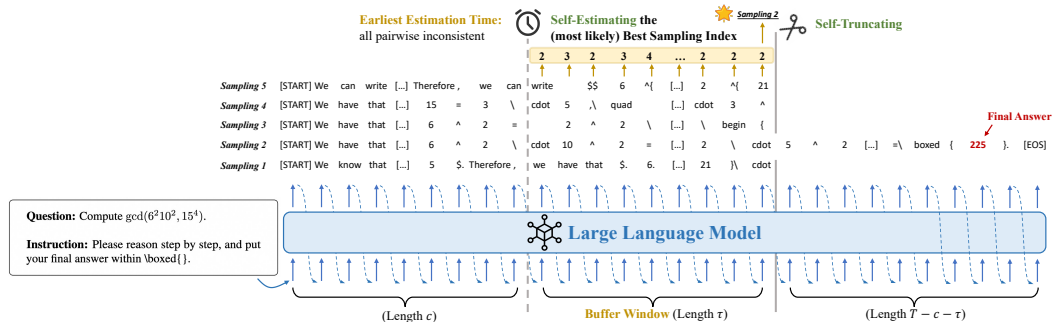 Earliest Estimation Time:
all pairwise inconsistent
Self-Estimating the
(most likely) Best Sampling Index
Sampling 2
Self-Truncating
2 3 2 3 4 ... 2 2 2
Sampling 5 [START] We can write [...] Therefore , we can write $$ 6 ^{ [...] 2 ^{ 21
Sampling 4 [START] We have that [...] 15 = 3 \ cdot 5 ,\ quad [...] cdot 3 ^
Sampling 3 [START] We have that [...] 6 ^ 2 = 2 ^ 2 \ [...] \ begin {
Final Answer
Sampling 2 [START] We have that [...] 6 ^ 2 \ cdot 10 ^ 2 = [...] 2 \ cdot 5 ^ 2 [...] =\ boxed { 225 }. [EOS]
Sampling 1 [START] We know that [...] 5 $. Therefore , we have that $. 6. [...] 21 }\ cdot
Question: Compute gcd(6²10², 15⁴).
Instruction: Please reason step by step, and put
your final answer within \boxed{}.
Large Language Model
(Length c)
Buffer Window (Length τ)
(Length T − c − τ)